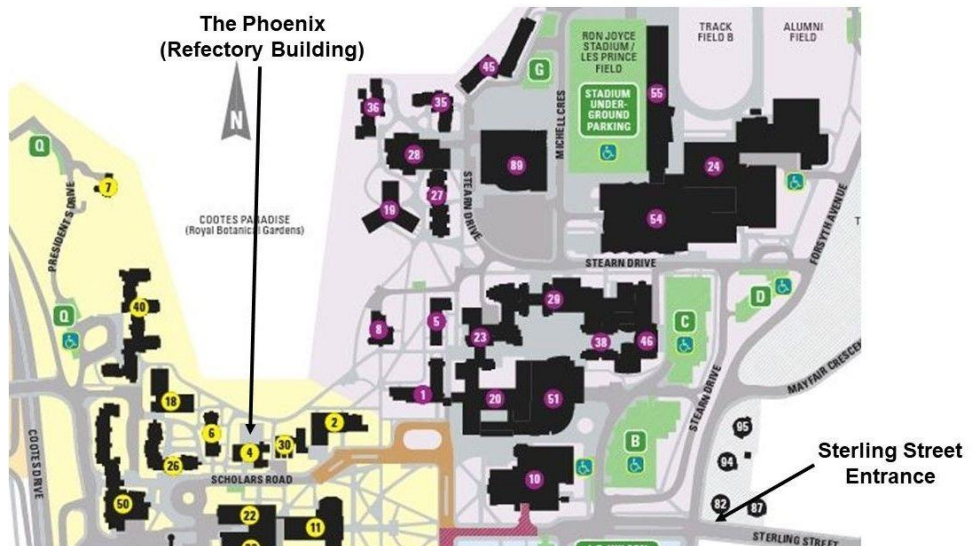 The Phoenix
(Refectory Building)
N
Q
7
PRESIDENTS DRIVE
COOTES PARADISE
(Royal Botanical Gardens)
Q
40
18
6
4
30
2
26
SCHOLARS ROAD
50
22
11
COOTES DRIVE
45
36
35
28
27
19
89
STEARN DRIVE
G
MICHELL CRES
RON JOYCE
STADIUM /
LES PRINCE
FIELD
STADIUM
UNDER-
GROUND
PARKING
55
TRACK
FIELD B
ALUMNI
FIELD
24
54
STEARN DRIVE
FORSYTH AVENUE
T
8
5
23
29
38
46
1
20
51
10
C
D
B
STEARN DRIVE
MAYFAIR CRESCEN
95
94
82
87
Sterling Street
Entrance
STERLING STREET